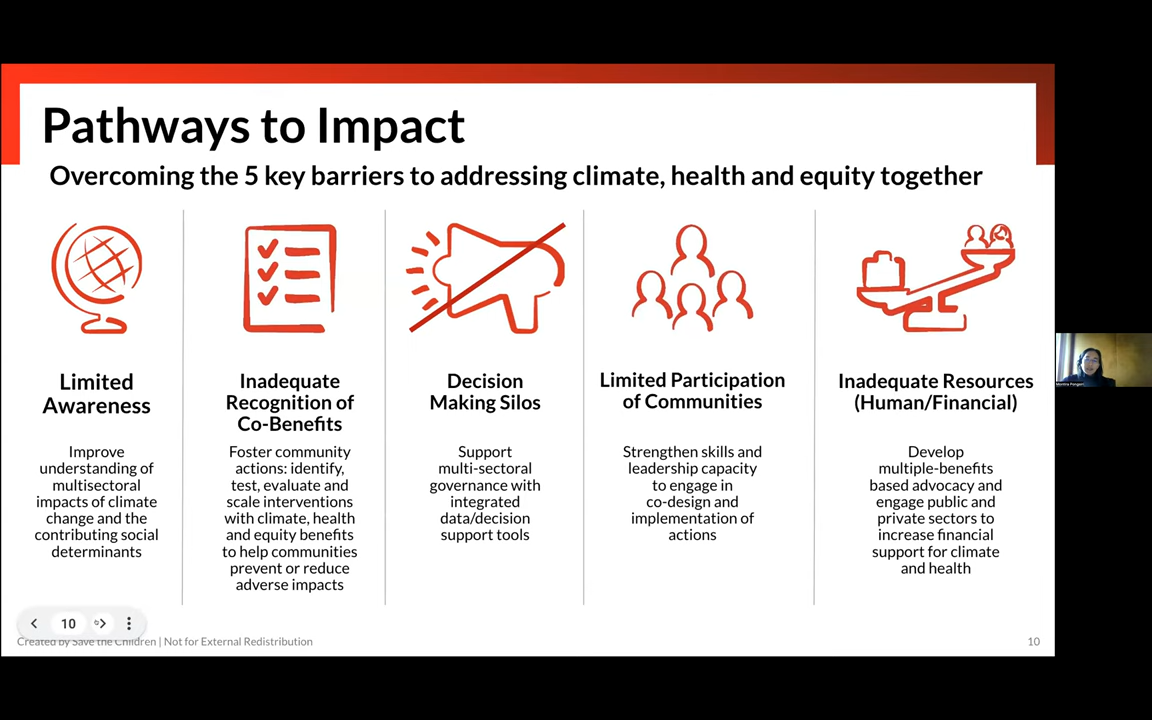 Pathways to Impact
Overcoming the 5 key barriers to addressing climate, health and equity together
Limited
Awareness
Improve
understanding of
multisectoral
impacts of climate
change and the
contributing social
determinants
Inadequate
Recognition of
Co-Benefits
Foster community
actions: identify,
test, evaluate and
scale interventions
with climate, health
and equity benefits
to help communities
prevent or reduce
adverse impacts
Decision
Making Silos
Support
multi-sectoral
governance with
integrated
data/decision
support tools
Limited Participation
of Communities
Strengthen skills and
leadership capacity
to engage in
co-design and
implementation of
actions
Inadequate Resources
(Human/Financial)
Develop
multiple-benefits
based advocacy and
engage public and
private sectors to
increase financial
support for climate
and health
10
Created by Save the Children | Not for External Redistribution
10